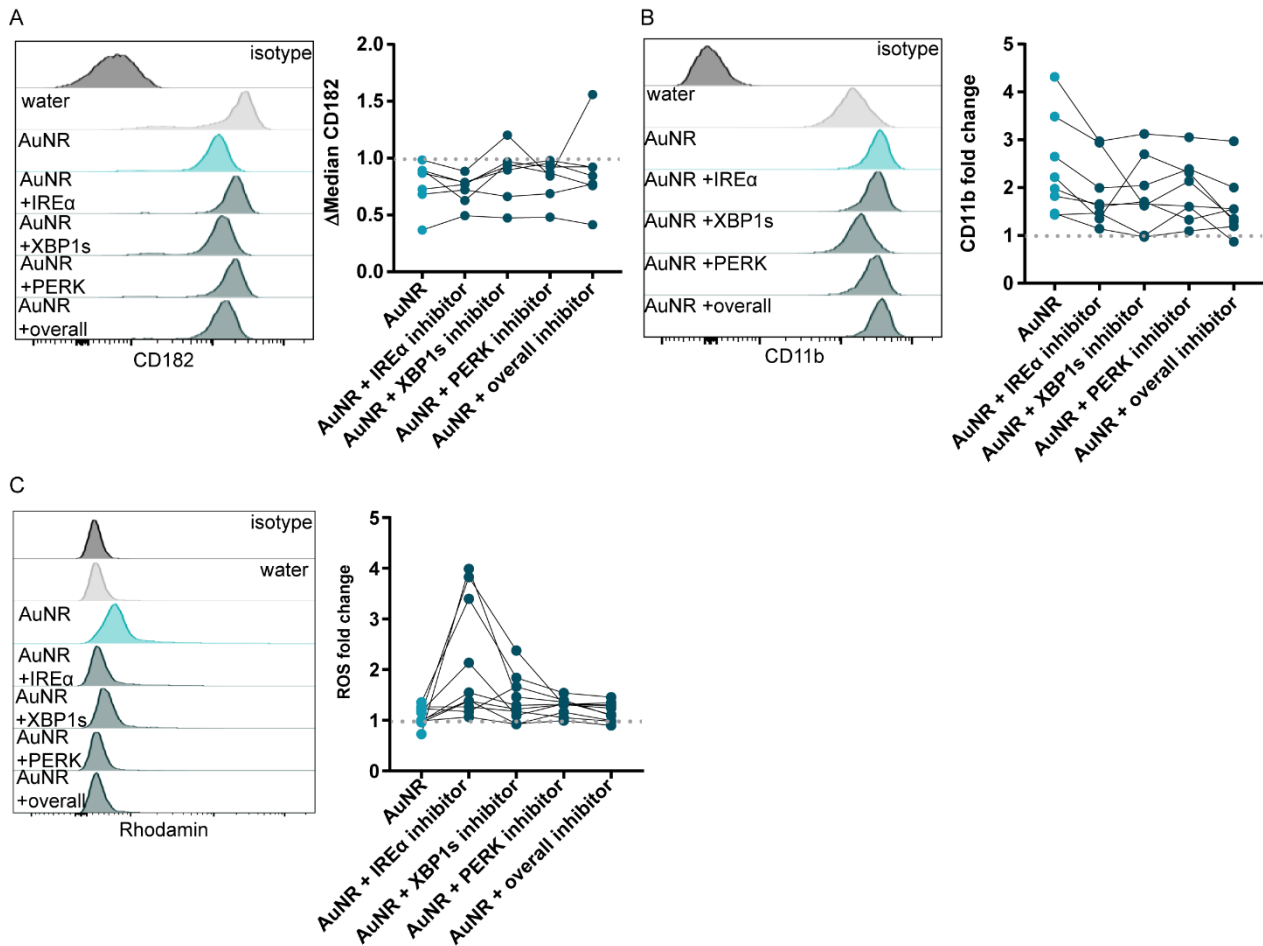 A
isotype
water
AuNR
AuNR
+IREα
AuNR
+XBP1s
AuNR
+PERK
AuNR
+overall
CD182
2.0
1.5
1.0
0.5
0.0
ΔMedian CD182
AuNR
AuNR + IREα inhibitor
AuNR + XBP1s inhibitor
AuNR + PERK inhibitor
AuNR + overall inhibitor
B
isotype
water
AuNR
AuNR +IREα
AuNR +XBP1s
AuNR +PERK
AuNR +overall
CD11b
5
4
3
2
1
0
CD11b fold change
AuNR
AuNR + IREα inhibitor
AuNR + XBP1s inhibitor
AuNR + PERK inhibitor
AuNR + overall inhibitor
C
isotype
water
AuNR
AuNR
+IREα
AuNR
+XBP1s
AuNR
+PERK
AuNR
+overall
Rhodamin
5
4
3
2
1
0
ROS fold change
AuNR
AuNR + IREα inhibitor
AuNR + XBP1s inhibitor
AuNR + PERK inhibitor
AuNR + overall inhibitor